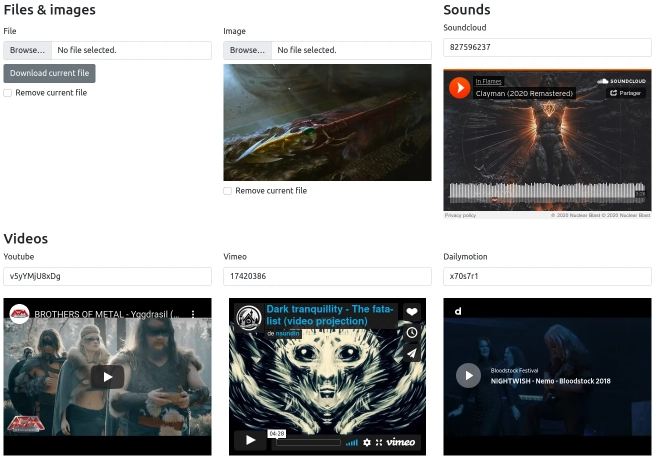 Files & images
Sounds
File
Image
Soundcloud
Browse... No file selected.
Browse... No file selected.
827596237
Download current file
Remove current file
In Flames
Clayman (2020 Remastered)
SOUNDCLOUD
Partager
Remove current file
Privacy policy
© 2020 Nuclear Blast © 2020 Nuclear Blast
Videos
Youtube
Vimeo
Dailymotion
v5yYMjU8xDg
17420386
x70s7r1
BROTHERS OF METAL - Yggdrasil (...
Dark tranquillity - The fata-
list (video projection)
de nsundin
04:28
vimeo
d
Bloodstock Festival
NIGHTWISH - Nemo - Bloodstock 2018